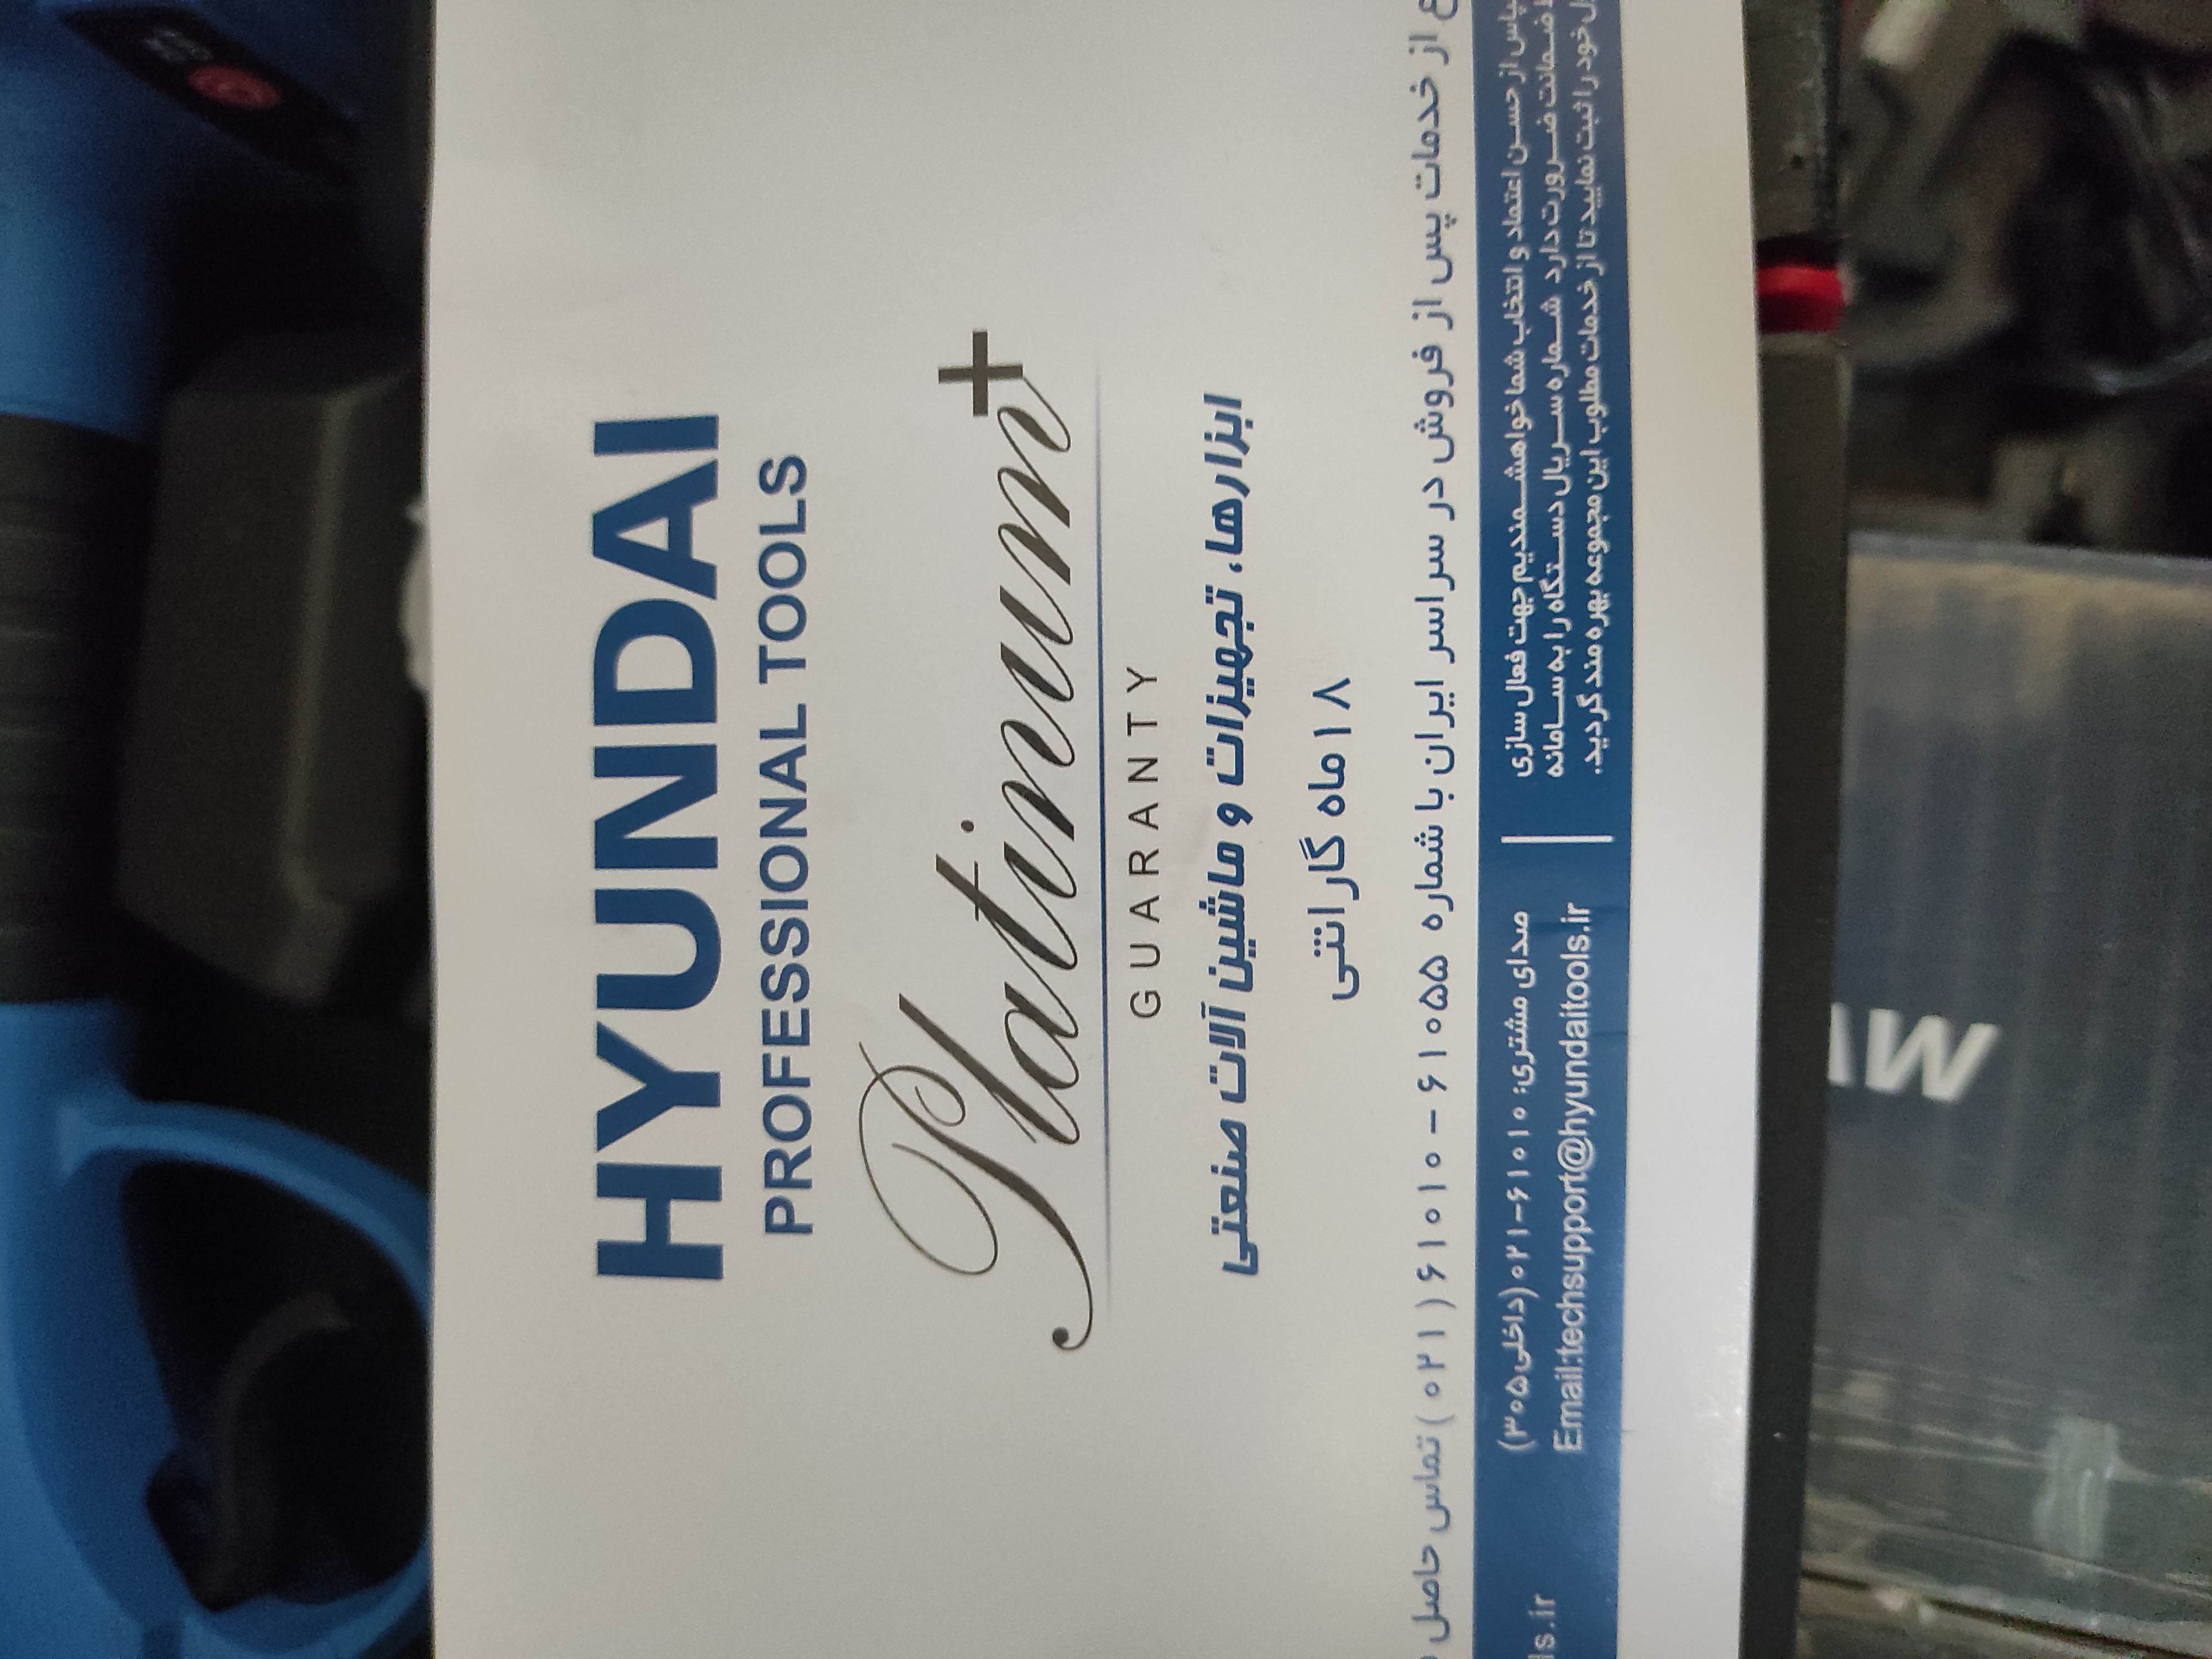 HYUNDAI
PROFESSIONAL TOOLS
Platinum+
GUARANTY
ابزارها، تجهیزات و ماشین آلات صنعتی
۱۸ ماه گارانتی
از خدمات پس از فروش در سراسر ایران با شماره ۶۱۰۵۵ - ۶۱۰۱۰ (۰۲۱) تماس حاصل
از حسن اعتماد و انتخاب شما خواهشمندیم جهت فعال سازی
ضمانت ضرورت دارد شماره سریال دستگاه را به سامانه
خود را ثبت نمایید تا از خدمات مطلوب این مجموعه بهره مند گردید.
صدای مشتری: ۰۲۱-۶۱۰۱۰ (داخلی ۳۰۵)
Email:techsupport@hyundaitools.ir
ls.ir
AW